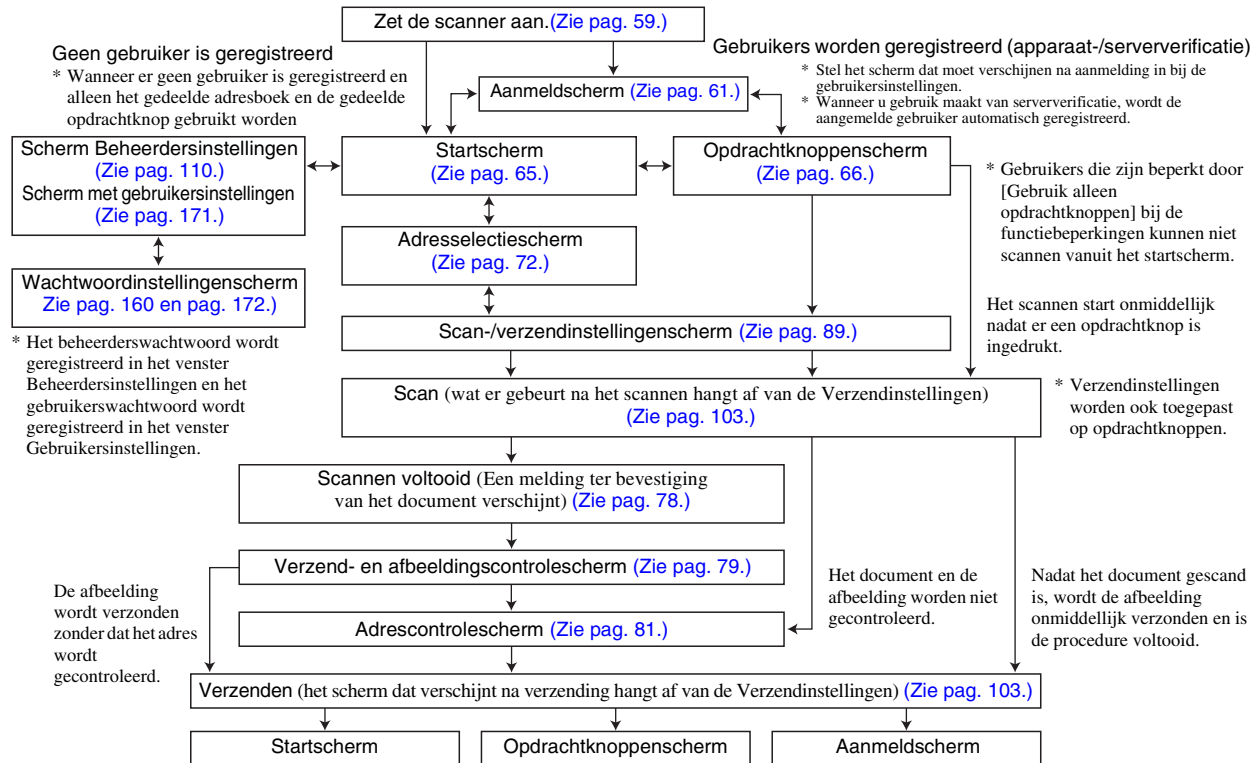 Zet de scanner aan.(Zie pag. 59.)
Geen gebruiker is geregistreerd
* Wanneer er geen gebruiker is geregistreerd en
alleen het gedeelde adresboek en de gedeelde
opdrachtknop gebruikt worden
Gebruikers worden geregistreerd (apparaat-/serververificatie)
* Stel het scherm dat moet verschijnen na aanmelding in bij de
gebruikersinstellingen.
* Wanneer u gebruik maakt van serververificatie, wordt de
aangemelde gebruiker automatisch geregistreerd.
Aanmeldscherm (Zie pag. 61.)
Scherm Beheerdersinstellingen
(Zie pag. 110.)
Scherm met gebruikersinstellingen
(Zie pag. 171.)
Startscherm
(Zie pag. 65.)
Opdrachtknoppenscherm
(Zie pag. 66.)
* Gebruikers die zijn beperkt door
[Gebruik alleen
opdrachtknoppen] bij de
functiebeperkingen kunnen niet
scannen vanuit het startscherm.
Adresselectiescherm
(Zie pag. 72.)
Wachtwoordinstellingenscherm
Zie pag. 160 en pag. 172.)
* Het beheerderswachtwoord wordt
geregistreerd in het venster
Beheerdersinstellingen en het
gebruikerswachtwoord wordt
geregistreerd in het venster
Gebruikersinstellingen.
Het scannen start onmiddellijk
nadat er een opdrachtknop is
ingedrukt.
Scan-/verzendinstellingenscherm (Zie pag. 89.)
Scan (wat er gebeurt na het scannen hangt af van de Verzendinstellingen)
(Zie pag. 103.)
* Verzendinstellingen
worden ook toegepast
op opdrachtknoppen.
Scannen voltooid (Een melding ter bevestiging
van het document verschijnt) (Zie pag. 78.)
Verzend- en afbeeldingscontrolescherm (Zie pag. 79.)
De afbeelding
wordt verzonden
zonder dat het adres
wordt
gecontroleerd.
Het document en de
afbeelding worden niet
gecontroleerd.
Nadat het document gescand
is, wordt de afbeelding
onmiddellijk verzonden en is
de procedure voltooid.
Adrescontrolescherm (Zie pag. 81.)
Verzenden (het scherm dat verschijnt na verzending hangt af van de Verzendinstellingen) (Zie pag. 103.)
Startscherm
Opdrachtknoppenscherm
Aanmeldscherm